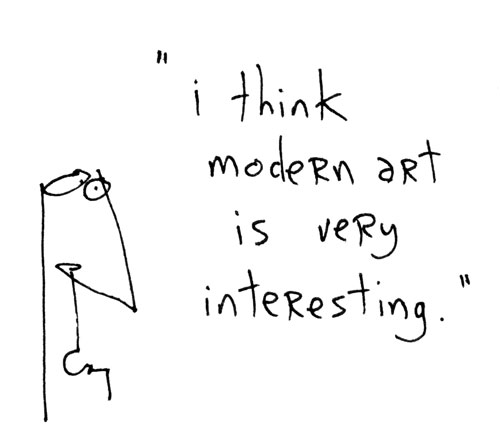 "i think
modern art
is very
interesting."